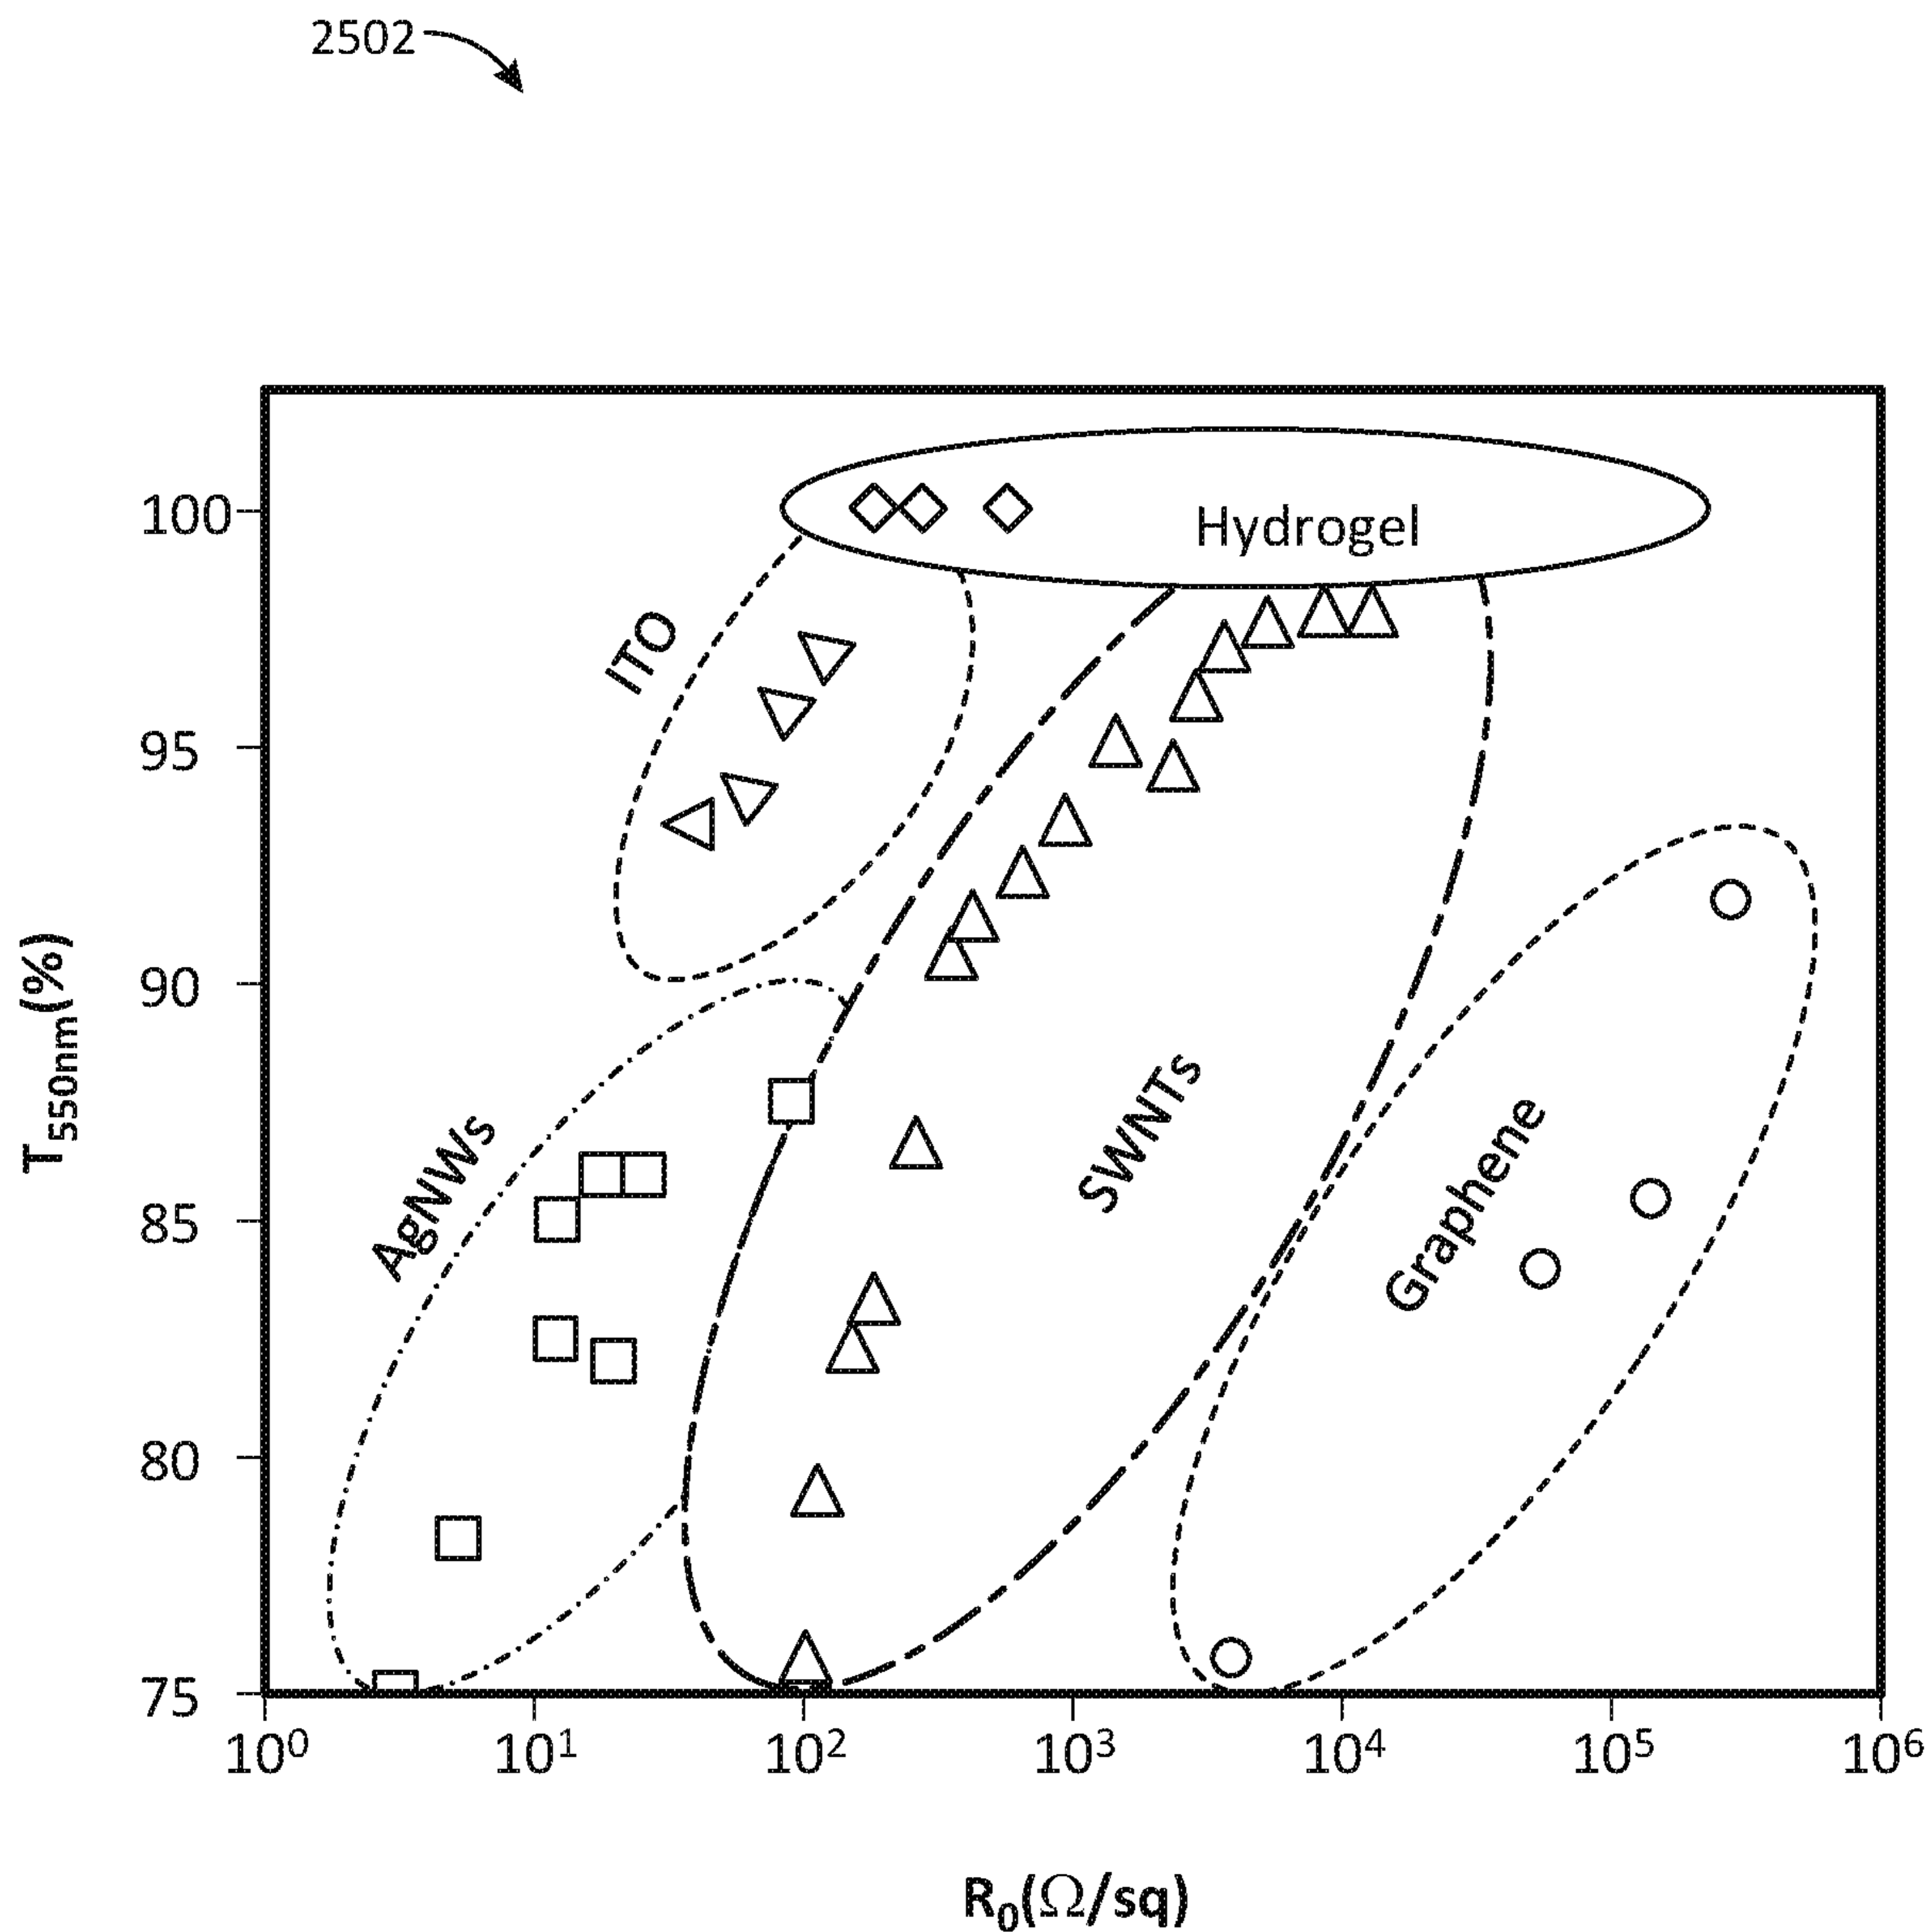 2502
100
95
90
85
80
75
T550nm(%)
Hydrogel
ITO
AgNWs
SWNTs
Graphene
10⁰ 10¹ 10² 10³ 10⁴ 10⁵ 10⁶
R₀(Ω/sq)